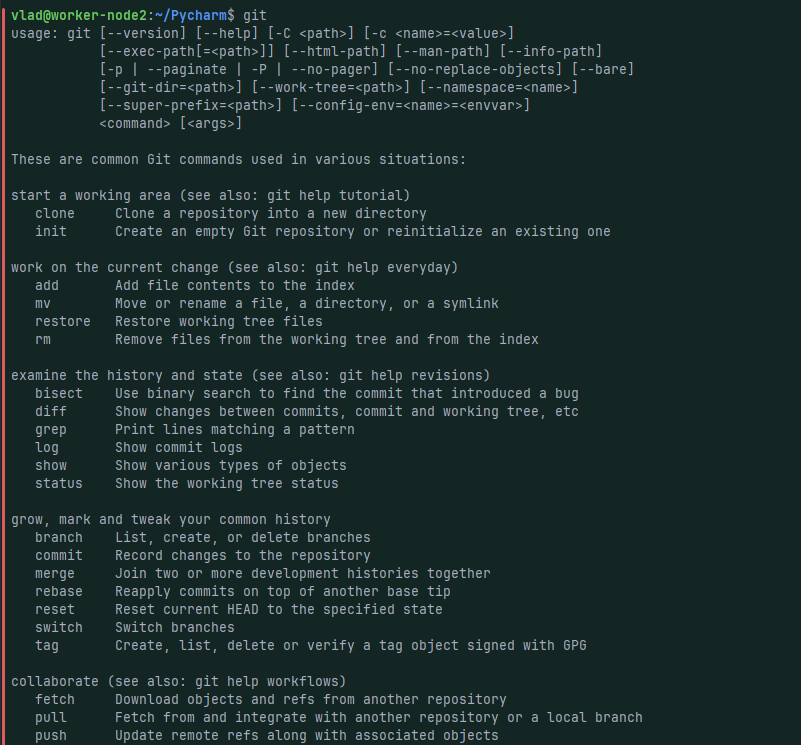 vlad@worker-node2:~/Pycharm$ git
usage: git [--version] [--help] [-C <path>] [-c <name>=<value>]
           [--exec-path[=<path>]] [--html-path] [--man-path] [--info-path]
           [-p | --paginate | -P | --no-pager] [--no-replace-objects] [--bare]
           [--git-dir=<path>] [--work-tree=<path>] [--namespace=<name>]
           [--super-prefix=<path>] [--config-env=<name>=<envvar>]
           <command> [<args>]

These are common Git commands used in various situations:

start a working area (see also: git help tutorial)
   clone     Clone a repository into a new directory
   init      Create an empty Git repository or reinitialize an existing one

work on the current change (see also: git help everyday)
   add       Add file contents to the index
   mv        Move or rename a file, a directory, or a symlink
   restore   Restore working tree files
   rm        Remove files from the working tree and from the index

examine the history and state (see also: git help revisions)
   bisect    Use binary search to find the commit that introduced a bug
   diff      Show changes between commits, commit and working tree, etc
   grep      Print lines matching a pattern
   log       Show commit logs
   show      Show various types of objects
   status    Show the working tree status

grow, mark and tweak your common history
   branch    List, create, or delete branches
   commit    Record changes to the repository
   merge     Join two or more development histories together
   rebase    Reapply commits on top of another base tip
   reset     Reset current HEAD to the specified state
   switch    Switch branches
   tag       Create, list, delete or verify a tag object signed with GPG

collaborate (see also: git help workflows)
   fetch     Download objects and refs from another repository
   pull      Fetch from and integrate with another repository or a local branch
   push      Update remote refs along with associated objects